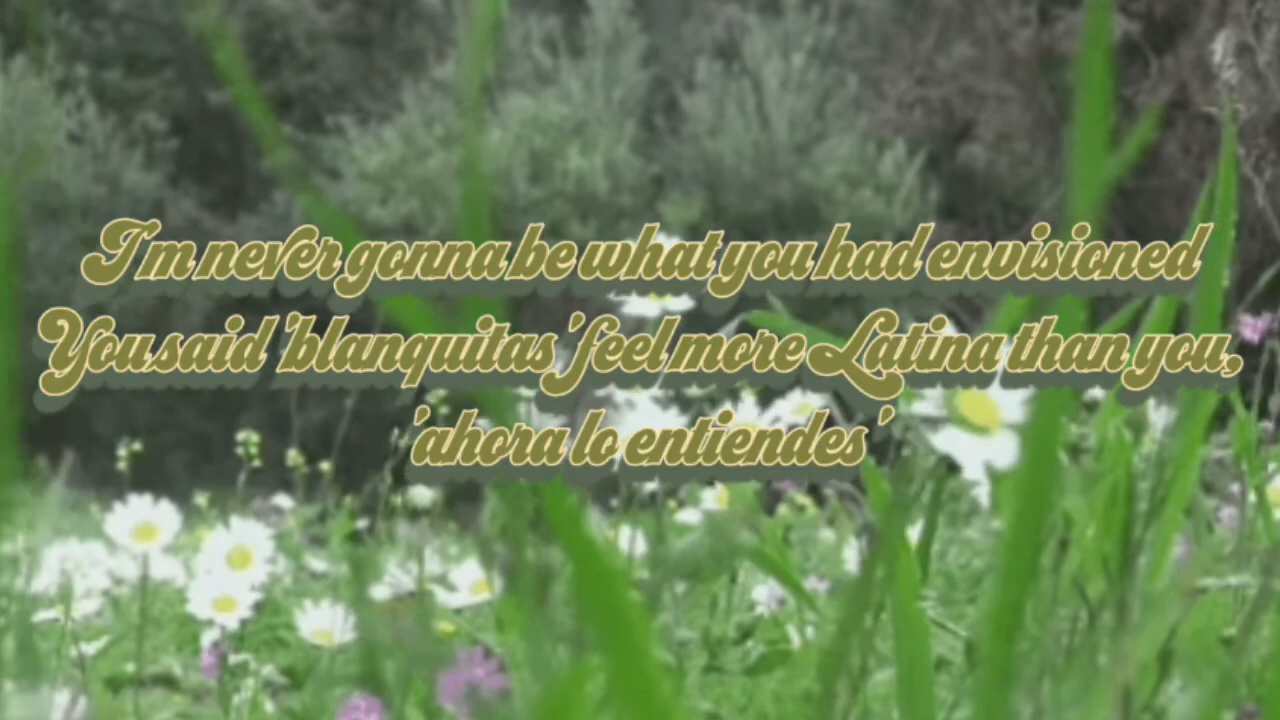 I'm never gonna be what you had envisioned
You said 'blanquitas' feel more Latina than you,
'ahora lo entiendes'